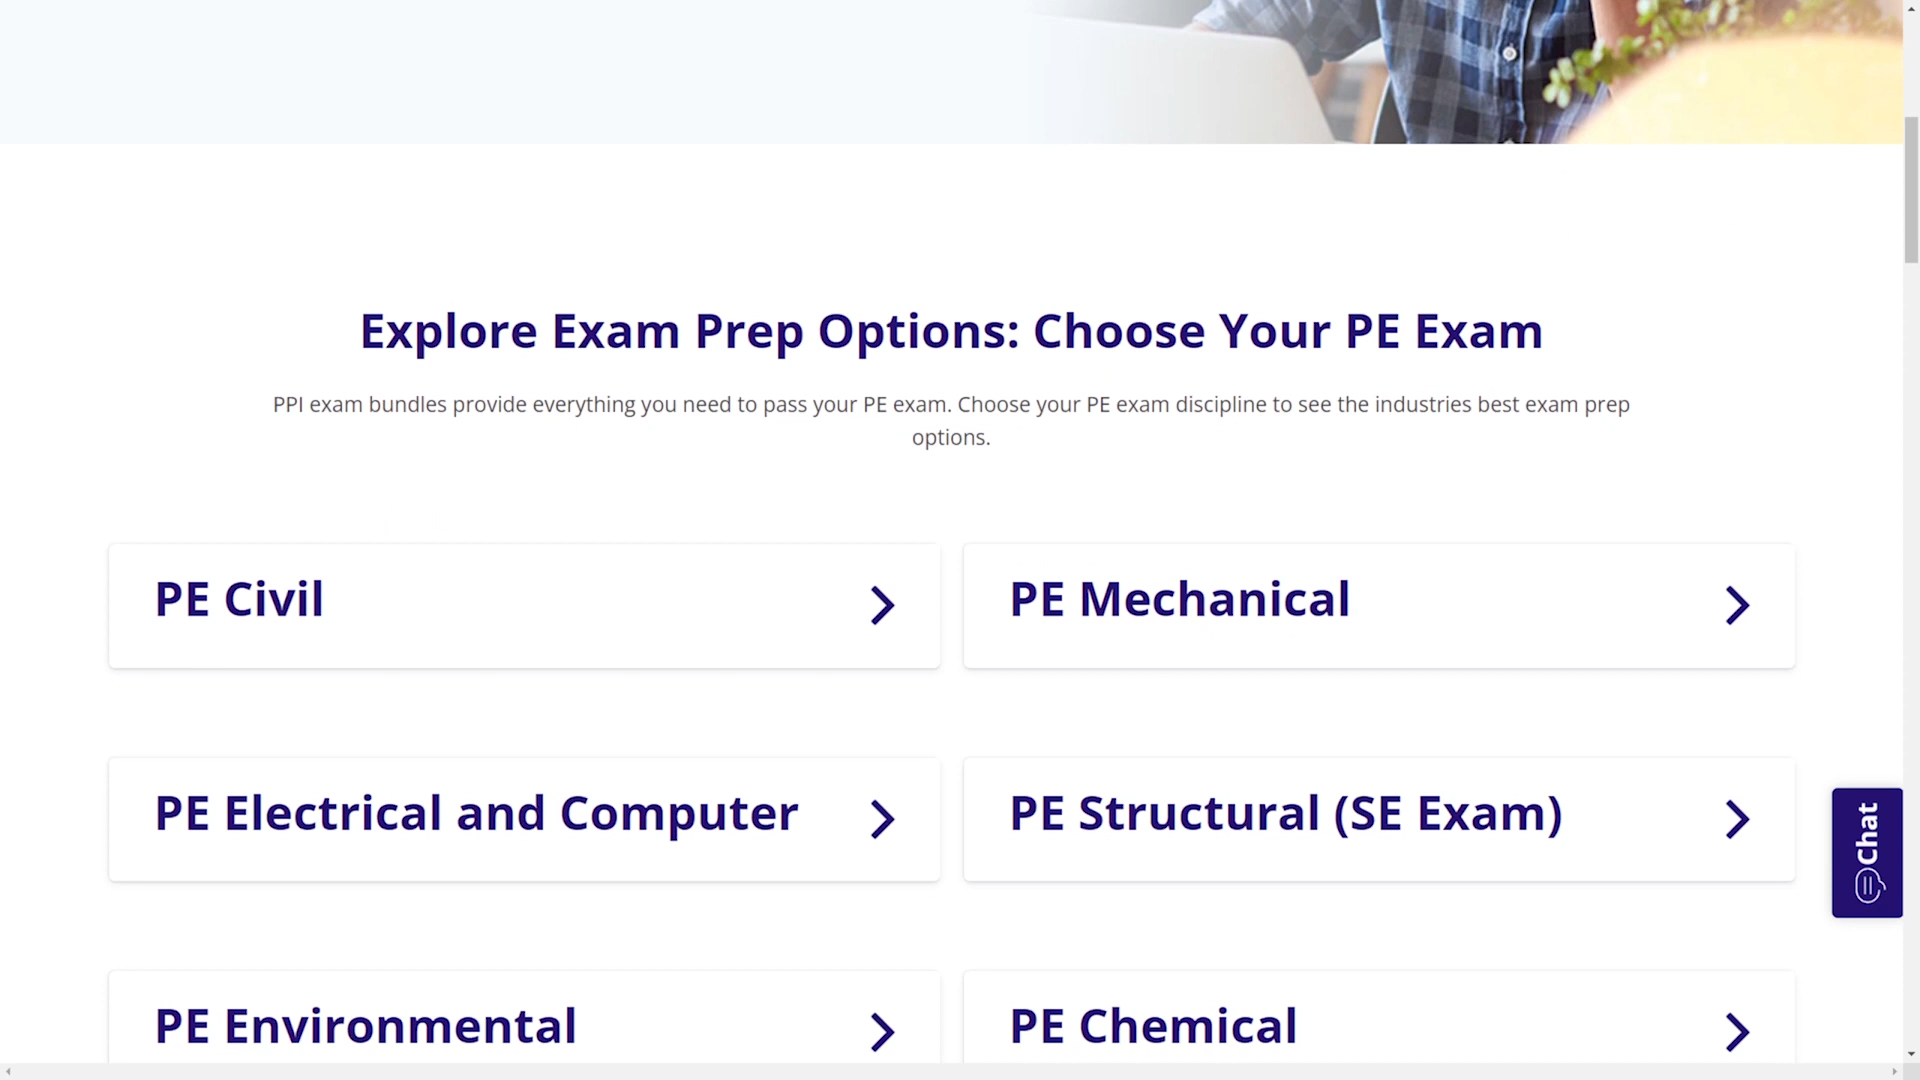 Explore Exam Prep Options: Choose Your PE Exam
PPI exam bundles provide everything you need to pass your PE exam. Choose your PE exam discipline to see the industries best exam prep
options.
PE Civil
PE Mechanical
PE Electrical and Computer
PE Structural (SE Exam)
Chat
PE Environmental
PE Chemical